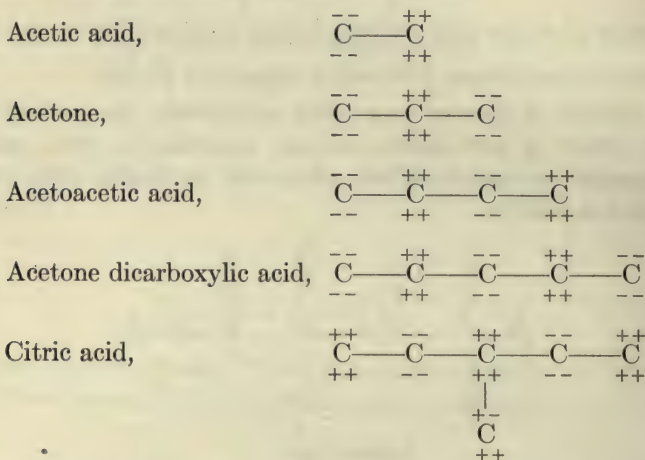 -- ++
Acetic acid, C—C
-- ++
-- ++ --
Acetone, C—C—C
-- ++ --
-- ++ -- ++
Acetoacetic acid, C—C—C—C
-- ++ -- ++
-- ++ -- ++ --
Acetone dicarboxylic acid, C—C—C—C—C
-- ++ -- ++ --
++ -- ++ -- ++
Citric acid, C—C—C—C—C
++ -- ++ -- ++
|
+-
C
++